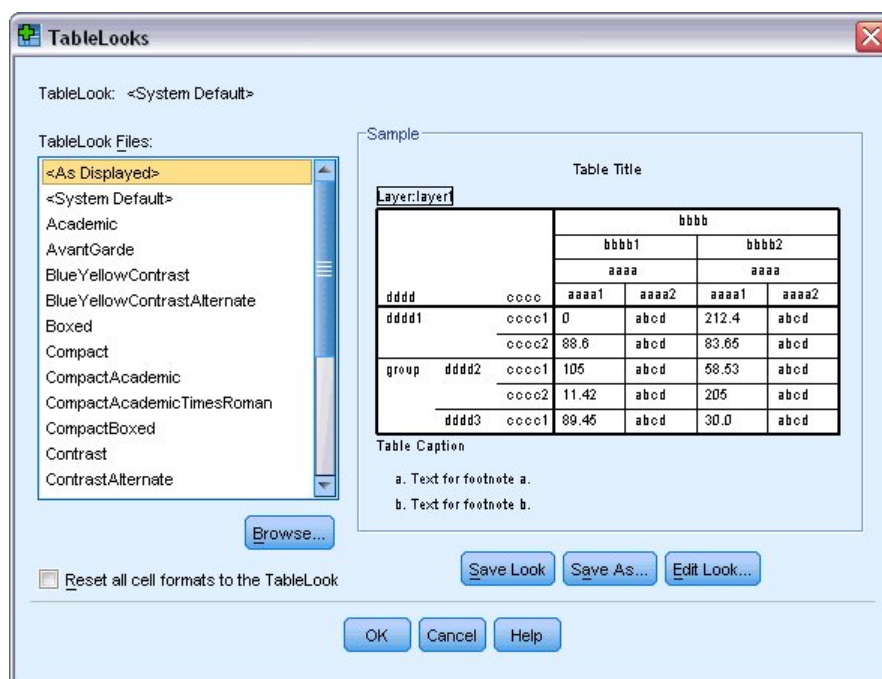 TableLooks
TableLook: <System Default>
TableLook Files:
<As Displayed>
<System Default>
Academic
AvantGarde
BlueYellowContrast
BlueYellowContrastAlternate
Boxed
Compact
CompactAcademic
CompactAcademicTimesRoman
CompactBoxed
Contrast
ContrastAlternate
Browse...
Reset all cell formats to the TableLook
Sample
Table Title
Layer:layer1
bbbb
bbbb1 bbbb2
aaaa aaaa
dddd cccc aaaa1 aaaa2 aaaa1 aaaa2
dddd1 cccc1 0 abcd 212.4 abcd
cccc2 88.6 abcd 83.65 abcd
group dddd2 cccc1 105 abcd 58.53 abcd
cccc2 11.42 abcd 205 abcd
dddd3 cccc1 89.45 abcd 30.0 abcd
Table Caption
a. Text for footnote a.
b. Text for footnote b.
Save Look Save As... Edit Look...
OK Cancel Help